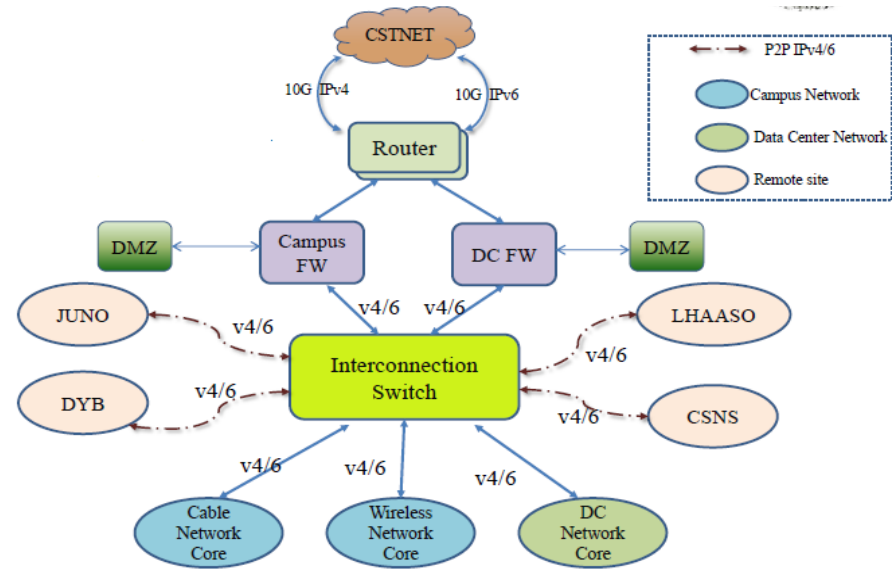 CSTNET
10G IPv4
10G IPv6
Router
P2P IPv4/6
Campus Network
Data Center Network
Remote site
DMZ
Campus
FW
DC FW
DMZ
JUNO
v4/6
v4/6
v4/6
LHAASO
v4/6
v4/6
Interconnection
Switch
DYB
v4/6
v4/6
CSNS
v4/6
v4/6
v4/6
Cable
Network
Core
Wireless
Network
Core
DC
Network
Core